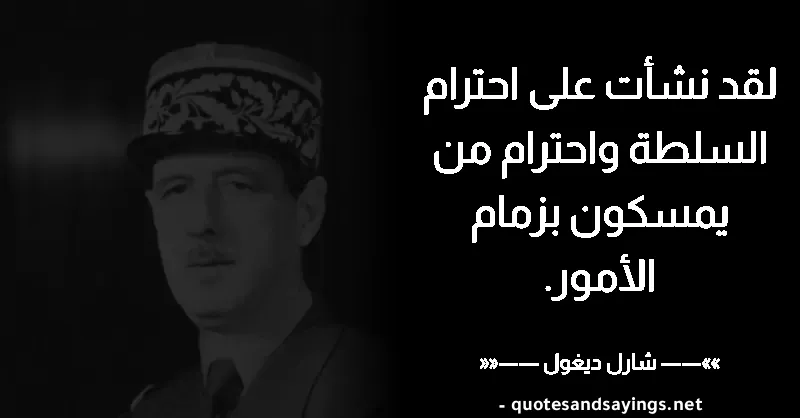 لقد نشأت على احترام
السلطة واحترام من
يمسكون بزمام
الأمور.
»—— شارل ديغول ——««
- quotesandsayings.net